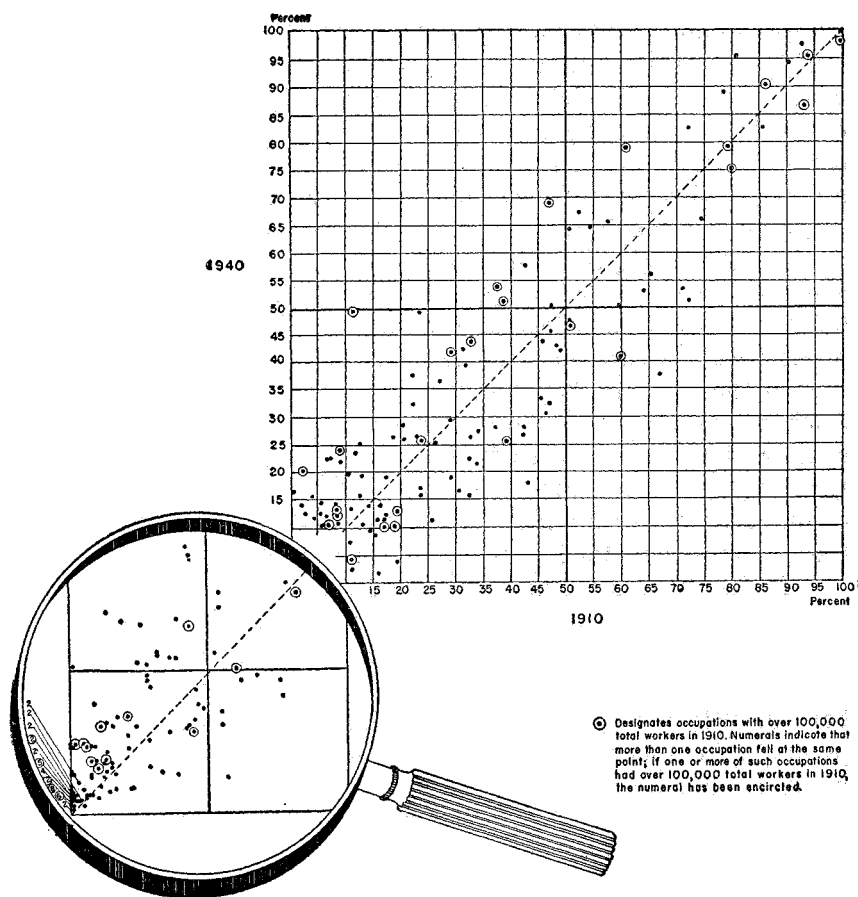 Percent
100
95
90
85
80
75
70
65
60
55
1940
50
45
40
35
30
25
20
15
15 20 25 30 35 40 45 50 55 60 65 70 75 80 85 90 95 100
Percent
1910
Designates occupations with over 100,000
total workers in 1910. Numerals indicate that
more than one occupation fell at the same
point; if one or more of such occupations
had over 100,000 total workers in 1910,
the numeral has been encircled.